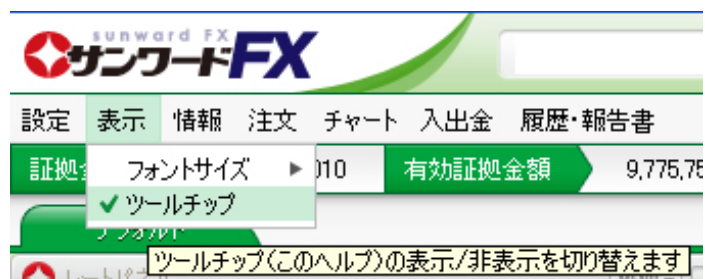 sunward FX
サンワードFX
設定 表示 情報 注文 チャート 入出金 履歴・報告書
010 有効証拠金額 9,775,75
フォントサイズ
ツールチップ
ツールチップ(このヘルプ)の表示/非表示を切り替えます